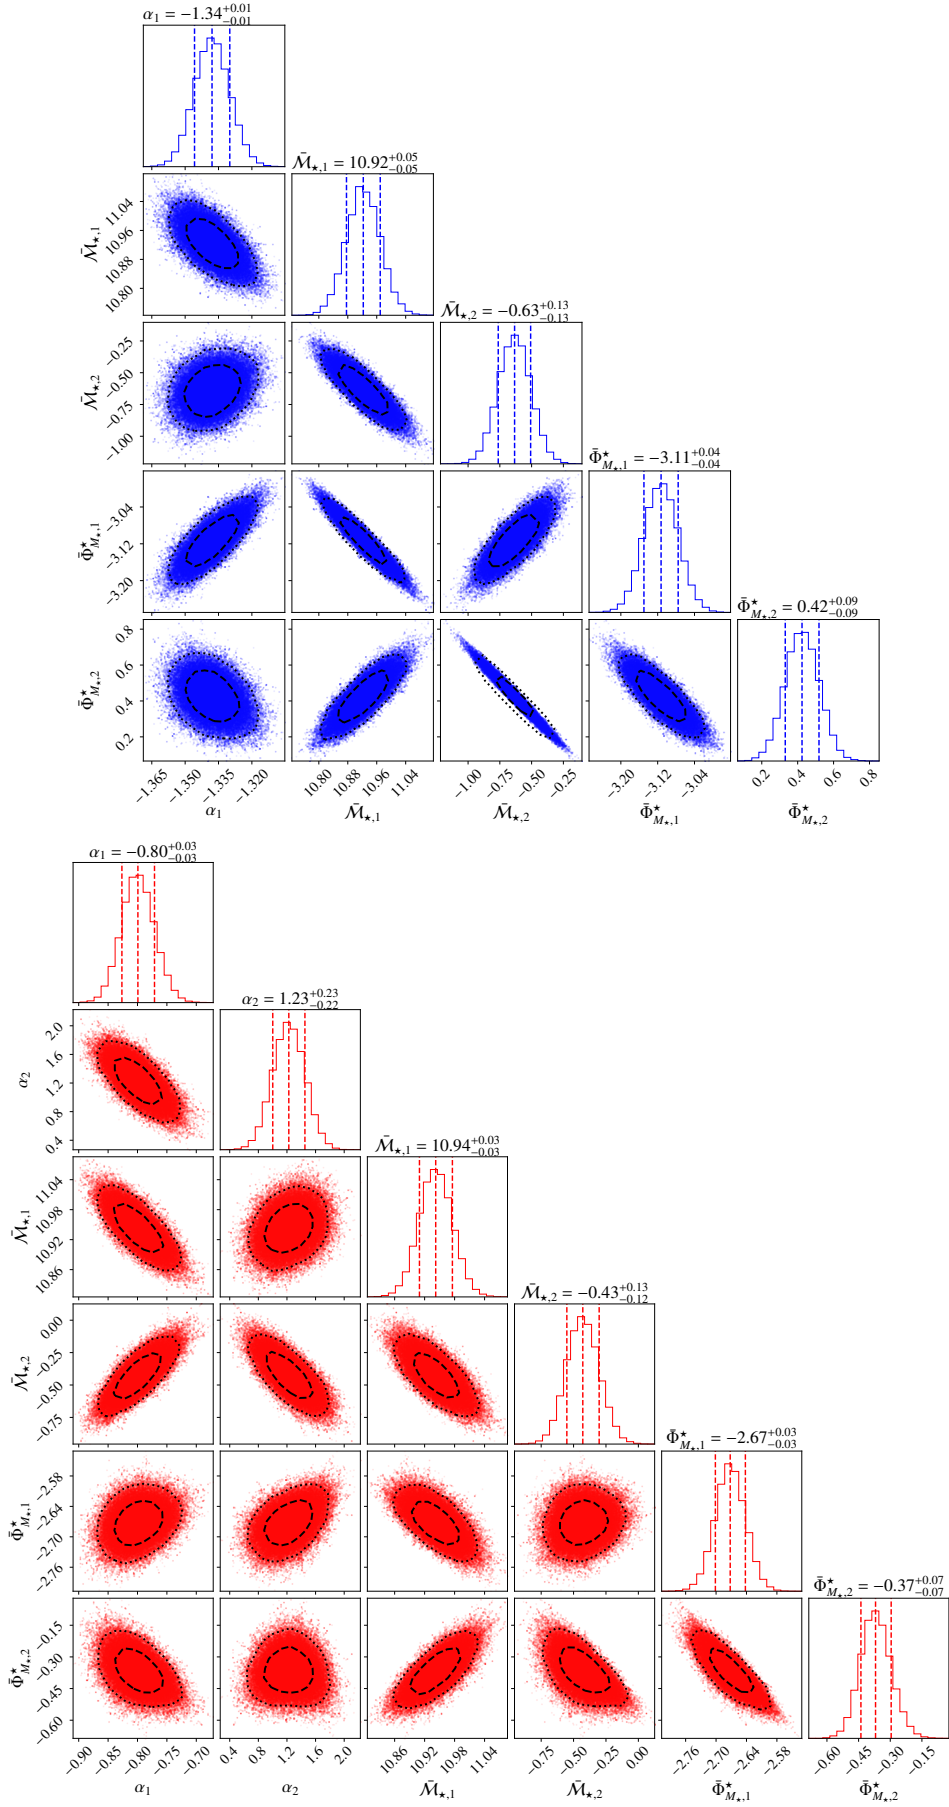 α₁ = −1.34^{+0.01}_{−0.01}
M̄⋆,1 = 10.92^{+0.05}_{−0.05}
11.04
10.96
10.88
10.80
M̄⋆,1
M̄⋆,2 = −0.63^{+0.13}_{−0.13}
−0.25
−0.50
−0.75
−1.00
M̄⋆,2
Φ̄^⋆_{M⋆,1} = −3.11^{+0.04}_{−0.04}
−3.04
−3.12
−3.20
Φ̄^⋆_{M⋆,1}
Φ̄^⋆_{M⋆,2} = 0.42^{+0.09}_{−0.09}
0.8
0.6
0.4
0.2
Φ̄^⋆_{M⋆,2}
−1.365 −1.350 −1.335 −1.320 10.80 10.88 10.96 11.04 −1.00 −0.75 −0.50 −0.25 −3.20 −3.12 −3.04 0.2 0.4 0.6 0.8
α₁ M̄⋆,1 M̄⋆,2 Φ̄^⋆_{M⋆,1} Φ̄^⋆_{M⋆,2}
α₁ = −0.80^{+0.03}_{−0.03}
α₂ = 1.23^{+0.23}_{−0.22}
2.0
1.6
1.2
0.8
0.4
α₂
M̄⋆,1 = 10.94^{+0.03}_{−0.03}
11.04
10.98
10.92
10.86
M̄⋆,1
M̄⋆,2 = −0.43^{+0.13}_{−0.12}
0.00
−0.25
−0.50
−0.75
M̄⋆,2
Φ̄^⋆_{M⋆,1} = −2.67^{+0.03}_{−0.03}
−2.58
−2.64
−2.70
−2.76
Φ̄^⋆_{M⋆,1}
Φ̄^⋆_{M⋆,2} = −0.37^{+0.07}_{−0.07}
−0.15
−0.30
−0.45
−0.60
Φ̄^⋆_{M⋆,2}
−0.90 −0.85 −0.80 −0.70 0.4 0.8 1.2 1.6 2.0 10.86 10.92 10.98 11.04 −0.75 −0.50 −0.25 0.00 −2.76 −2.70 −2.64 −2.58 −0.60 −0.45 −0.30 −0.15
α₁ α₂ M̄⋆,1 M̄⋆,2 Φ̄^⋆_{M⋆,1} Φ̄^⋆_{M⋆,2}